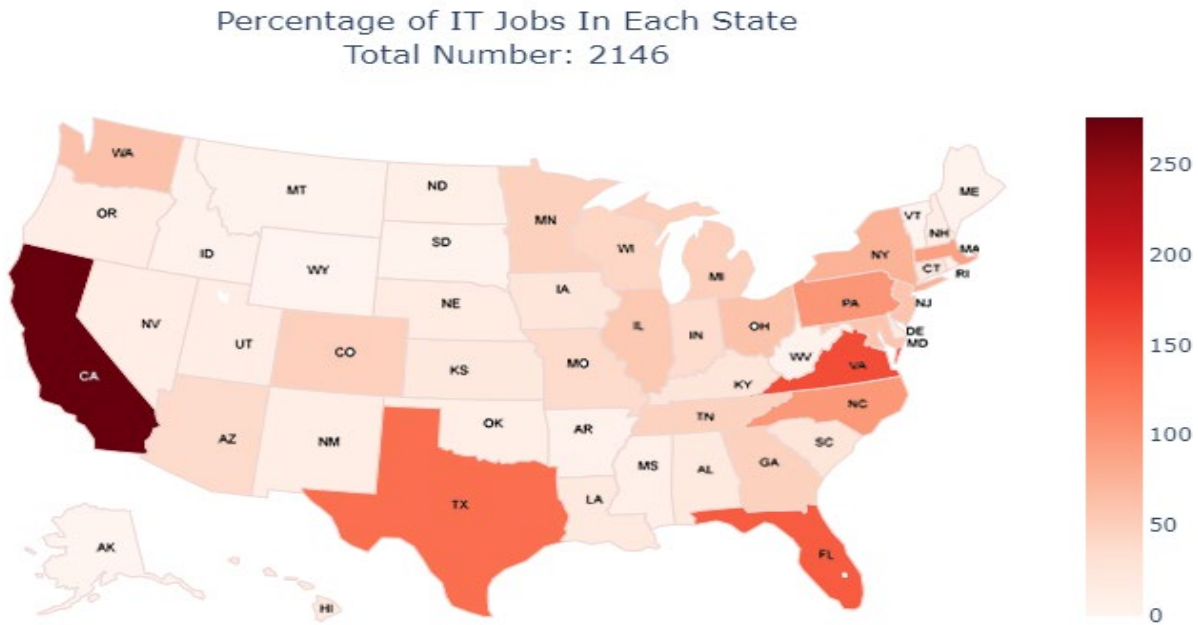 Percentage of IT Jobs In Each State
Total Number: 2146
WA
MT
ND
MN
ME
VT
NH
OR
ID
SD
WI
MI
NY
MA
CT
RI
WY
IA
NE
PA
NJ
NV
UT
CO
IL
IN
OH
DE
MD
CA
KS
MO
WV
VA
KY
AZ
NM
OK
AR
TN
NC
SC
MS
AL
GA
TX
LA
FL
AK
HI
250
200
150
100
50
0